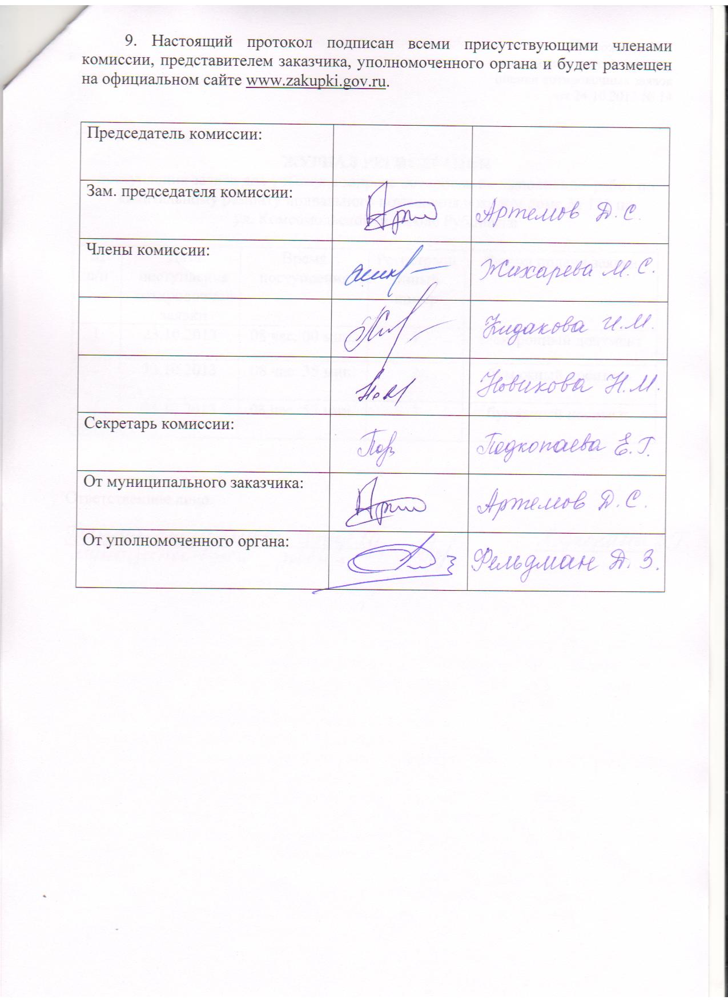 9. Настоящий протокол подписан всеми присутствующими членами
комиссии, представителем заказчика, уполномоченного органа и будет размещен
на официальном сайте www.zakupki.gov.ru.
Председатель комиссии:
Зам. председателя комиссии: Артемов Д. С.
Члены комиссии: Жихарева М. С.
Кидакова И.М.
Новикова Н.М.
Секретарь комиссии: Подкопаева Е. Г.
От муниципального заказчика: Артемов Д. С.
От уполномоченного органа: Фельдман Д. З.